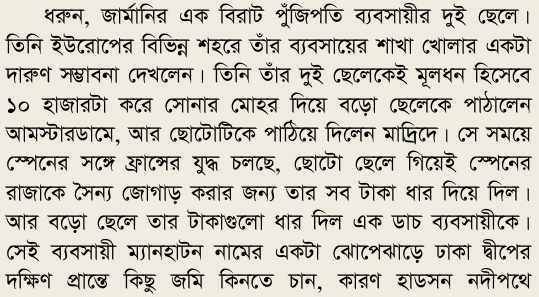 ধরুন, জার্মানির এক বিরাট পুঁজিপতি ব্যবসায়ীর দুই ছেলে।
তিনি ইউরোপের বিভিন্ন শহরে তাঁর ব্যবসায়ের শাখা খোলার একটা
দারুণ সম্ভাবনা দেখলেন। তিনি তাঁর দুই ছেলেকেই মূলধন হিসেবে
১০ হাজারটা করে সোনার মোহর দিয়ে বড়ো ছেলেকে পাঠালেন
আমস্টারডামে, আর ছোটোটিকে পাঠিয়ে দিলেন মাদ্রিদে। সে সময়ে
স্পেনের সঙ্গে ফ্রান্সের যুদ্ধ চলছে, ছোটো ছেলে গিয়েই স্পেনের
রাজাকে সৈন্য জোগাড় করার জন্য তার সব টাকা ধার দিয়ে দিল।
আর বড়ো ছেলে তার টাকাগুলো ধার দিল এক ডাচ ব্যবসায়ীকে।
সেই ব্যবসায়ী ম্যানহাটন নামের একটা ঝোপেঝাড়ে ঢাকা দ্বীপের
দক্ষিণ প্রান্তে কিছু জমি কিনতে চান, কারণ হাডসন নদীপথে